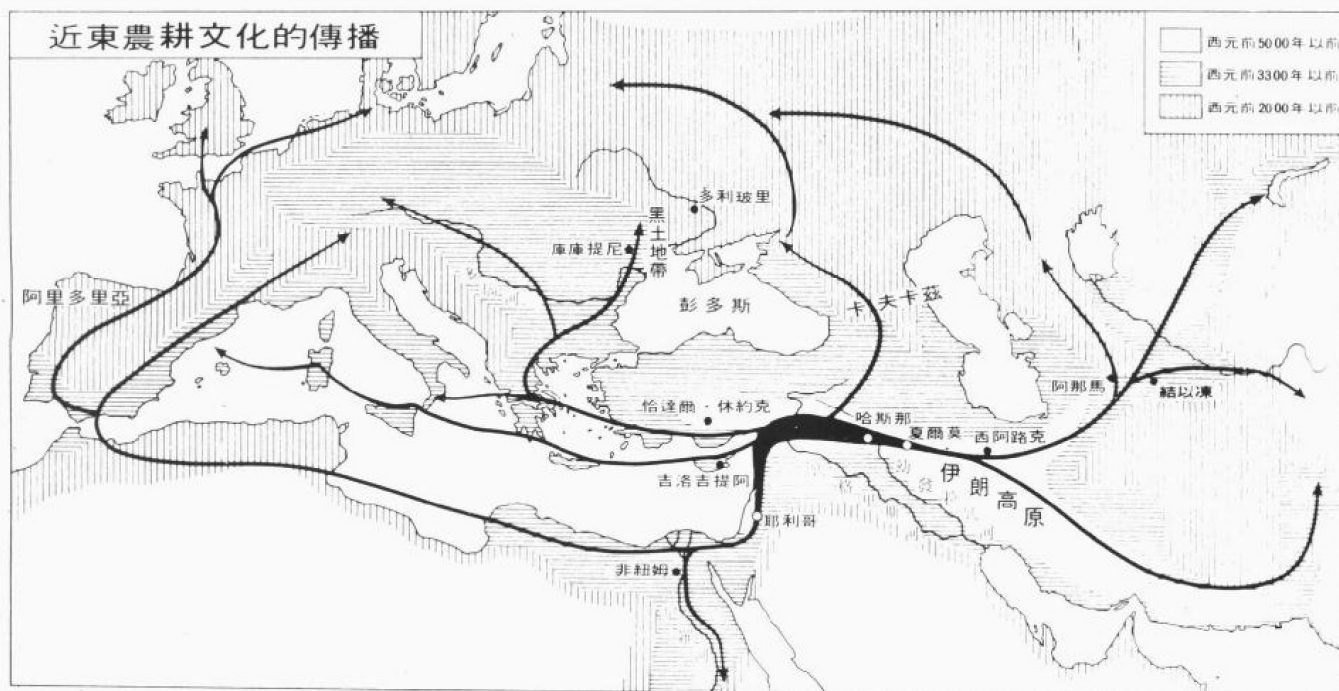 近東農耕文化的傳播
西元前5000年以前
西元前3300年以前
西元前2000年以前
多利玻里
黑土地帶
庫庫提尼
阿里多里亞
彭多斯
卡夫卡茲
阿那馬
結以凍
恰達爾·休約克
哈斯那
夏爾莫
西阿路克
吉洛吉提阿
伊朗高原
耶利哥
非紐姆